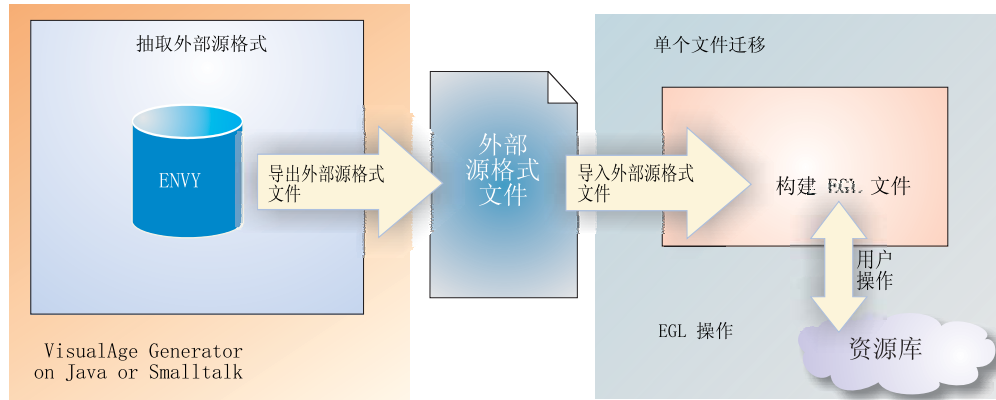 抽取外部源格式
ENVY
导出外部源格式
文件
VisualAge Generator
on Java or Smalltalk
外部
源格式
文件
导入外部源格式
文件
单个文件迁移
构建 EGL 文件
用户
操作
EGL 操作
资源库